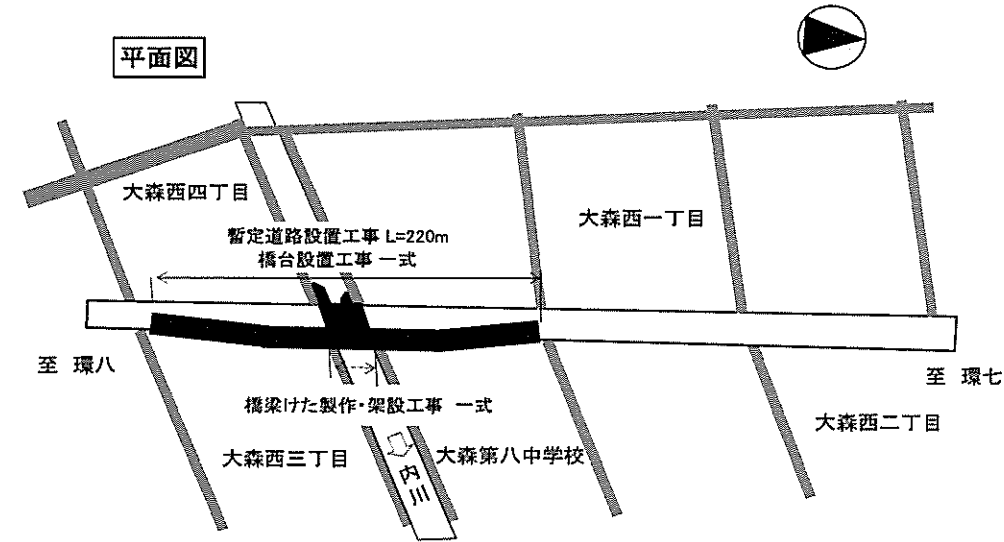 平面図
大森西四丁目
大森西一丁目
暫定道路設置工事 L=220m
橋台設置工事 一式
至 環八
至 環七
橋梁けた製作・架設工事 一式
大森西二丁目
大森西三丁目
大森第八中学校
内川